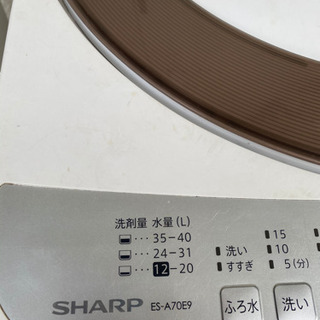 洗剤量 水量(L)
･･･35-40
･･･24-31
･･･12-20
15
洗い 10
すすぎ 5(分)
SHARP ES-A70E9
ふろ水 洗い